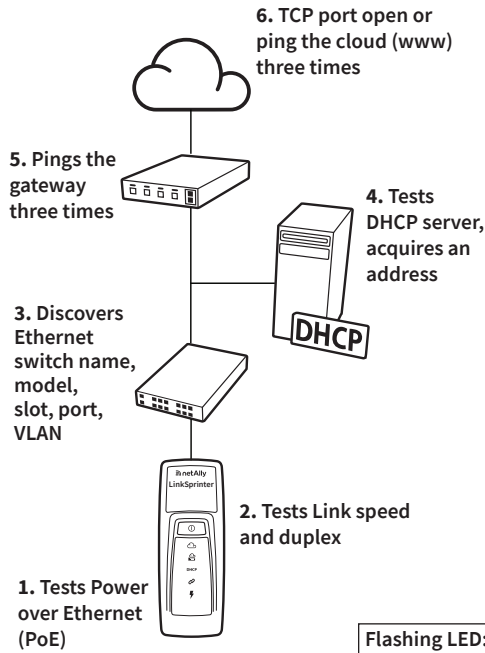 6. TCP port open or
ping the cloud (www)
three times
5. Pings the
gateway
three times
4. Tests
DHCP server,
acquires an
address
DHCP
3. Discovers
Ethernet
switch name,
model,
slot, port,
VLAN
netAlly
LinkSprinter
DHCP
2. Tests Link speed
and duplex
1. Tests Power
over Ethernet
(PoE)
Flashing LED: